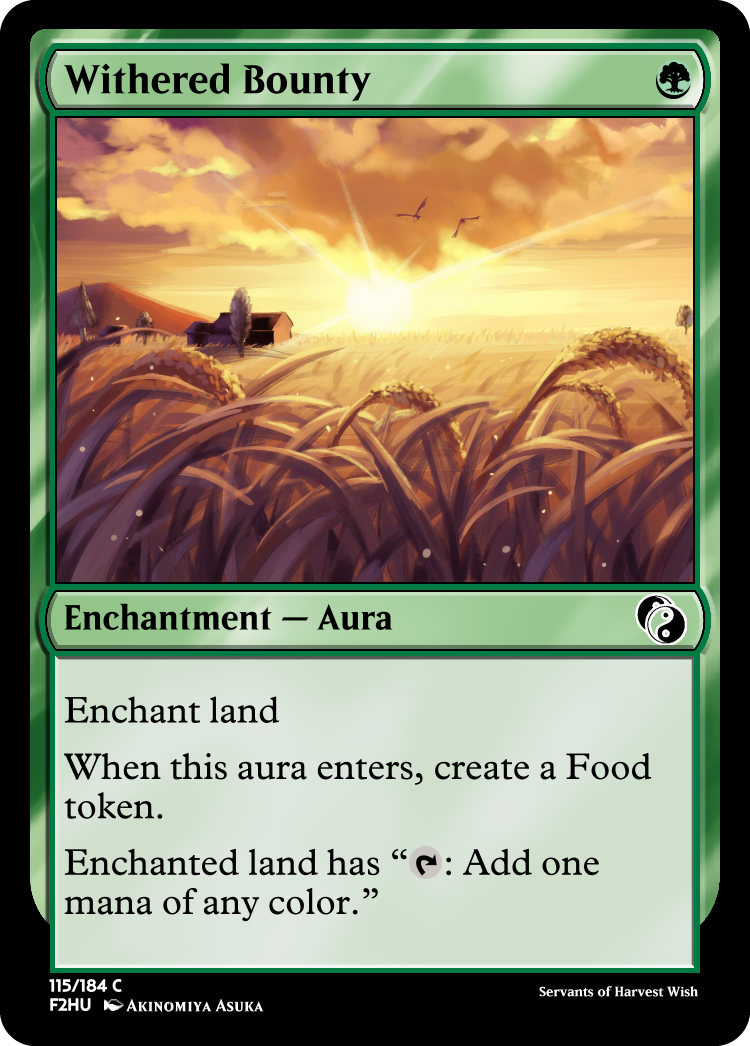 Withered Bounty
Enchantment — Aura
Enchant land
When this aura enters, create a Food
token.
Enchanted land has “: Add one
mana of any color.”
115/184 C
F2HU AKINOMIYA ASUKA
Servants of Harvest Wish